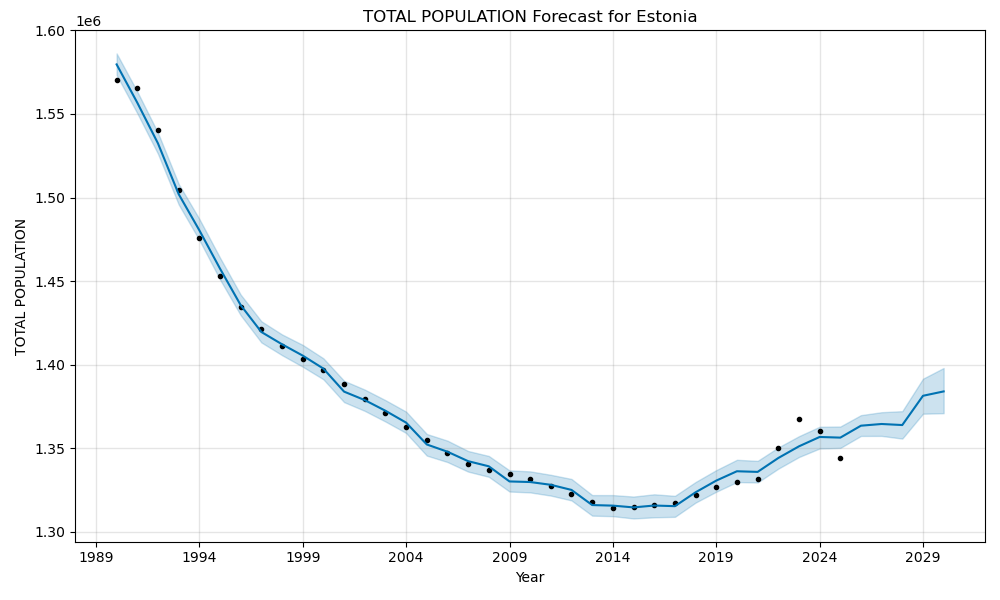 TOTAL POPULATION Forecast for Estonia
1e6
1.60
1.55
1.50
1.45
1.40
1.35
1.30
TOTAL POPULATION
1989 1994 1999 2004 2009 2014 2019 2024 2029
Year